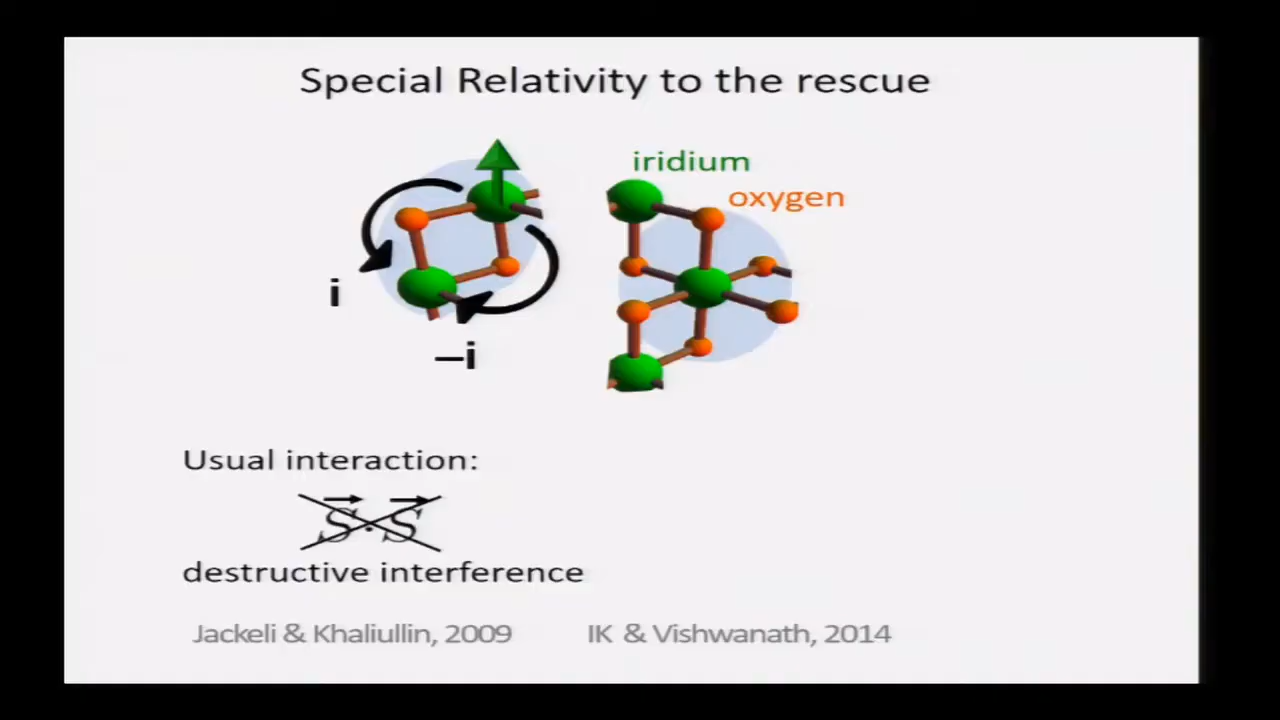 Special Relativity to the rescue
iridium
oxygen
i
–i
Usual interaction:
S · S
destructive interference
Jackeli & Khaliullin, 2009 IK & Vishwanath, 2014